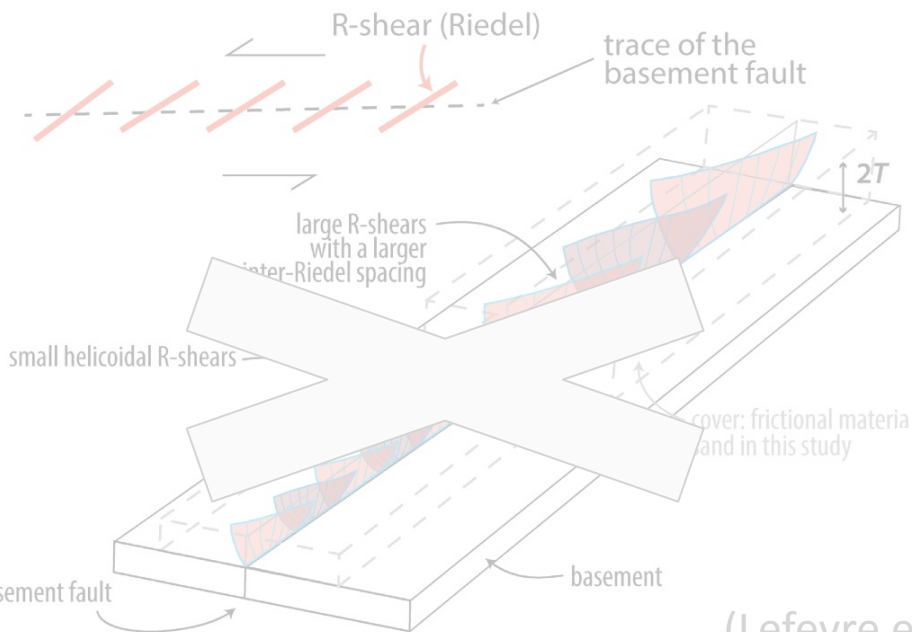 R-shear (Riedel)
trace of the
basement fault
2T
large R-shears
with a larger
inter-Riedel spacing
small helicoidal R-shears
cover: frictional materia
sand in this study
sement fault
basement
(Lefevre e